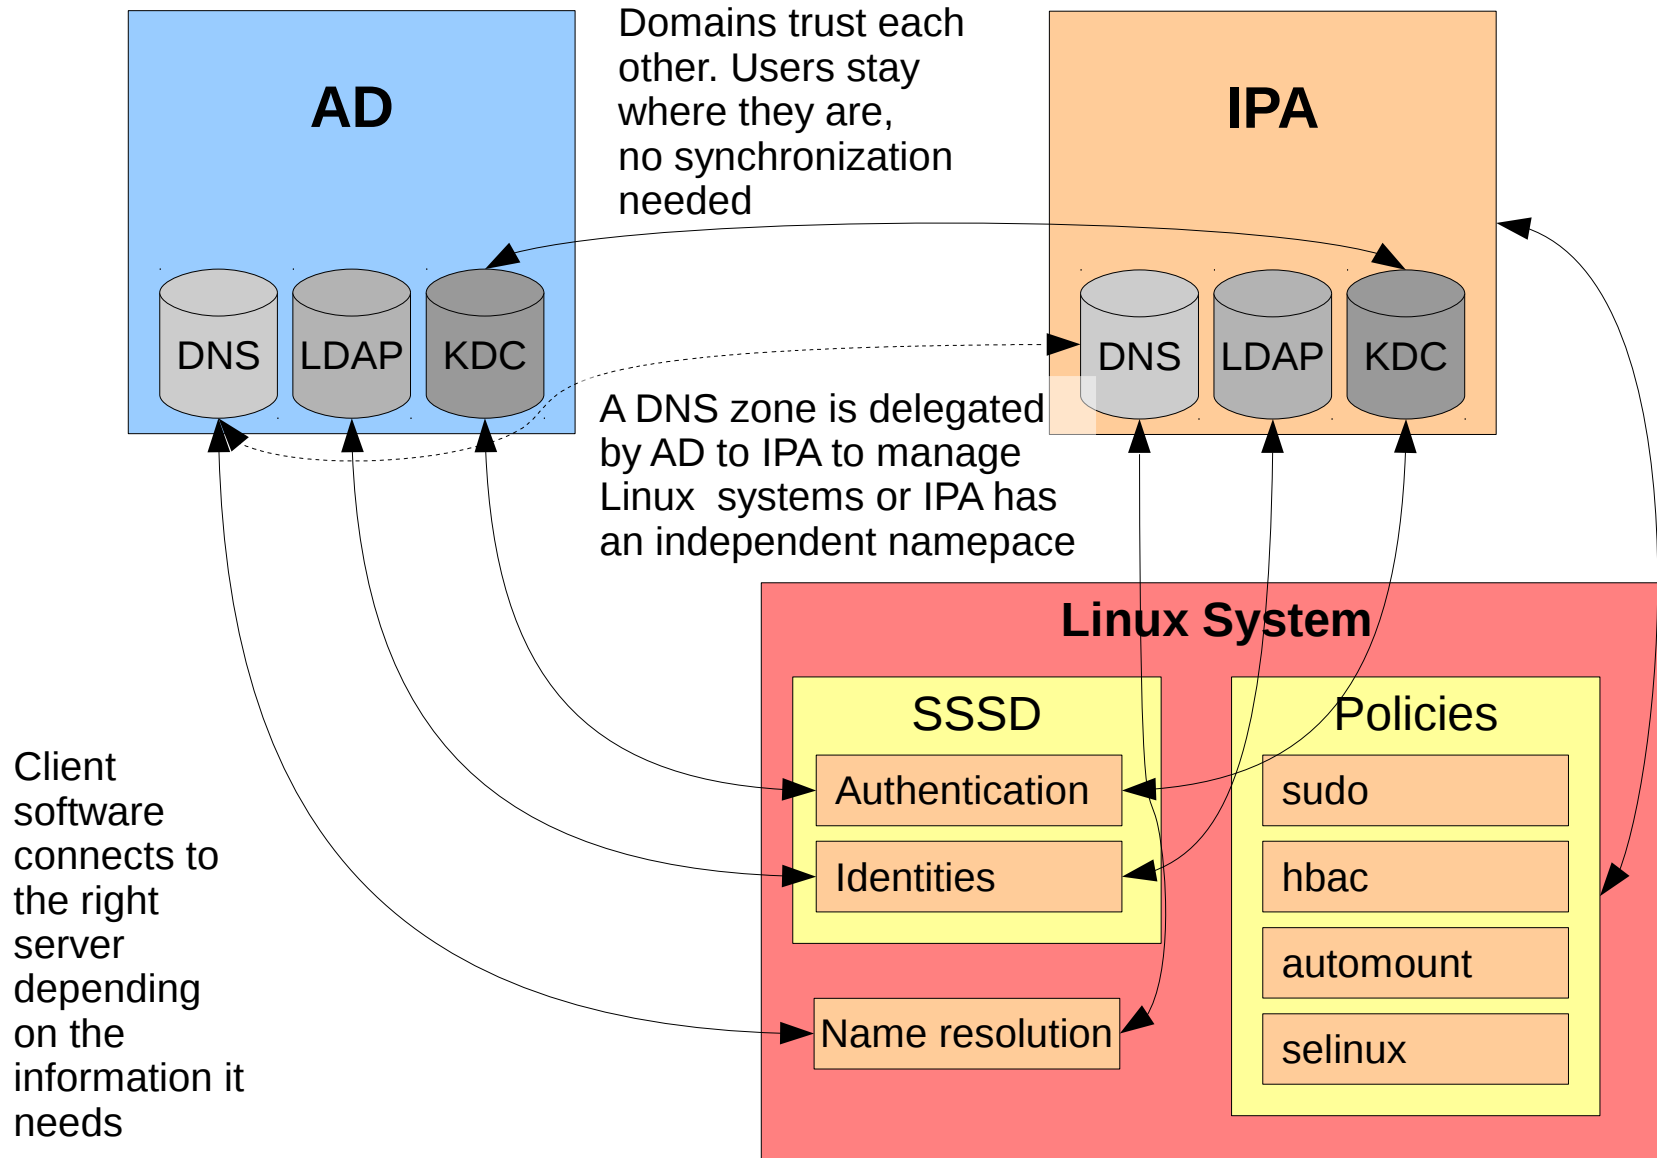 Domains trust each
other. Users stay
where they are,
no synchronization
needed
AD
IPA
DNS
LDAP
KDC
DNS
LDAP
KDC
A DNS zone is delegated
by AD to IPA to manage
Linux  systems or IPA has
an independent namepace
Linux System
SSSD
Authentication
Identities
Name resolution
Policies
sudo
hbac
automount
selinux
Client
software
connects to
the right
server
depending
on the
information it
needs